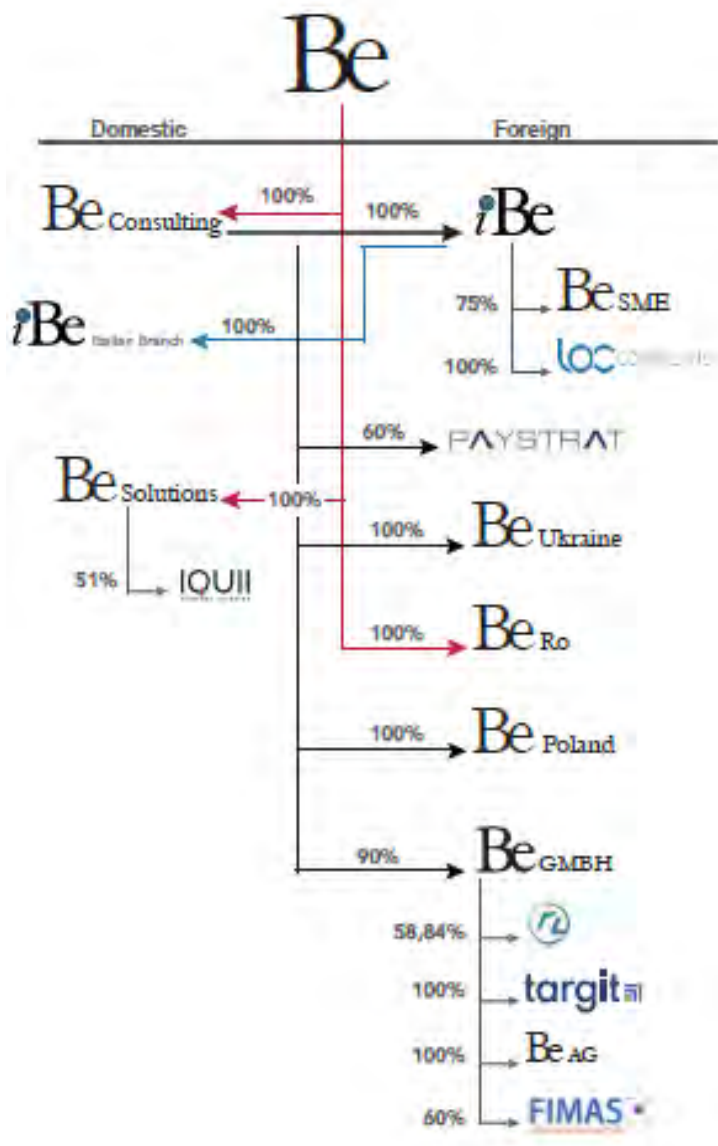 Be
Domestic Foreign
Be Consulting 100% 100% iBe
75% Be SME
iBe Italian Branch 100%
100% LOC
60% PAYSTRAT
Be Solutions 100%
100% Be Ukraine
51% IQUII
100% Be Ro
100% Be Poland
90% Be GMBH
58,84%
100% targit
100% Be AG
60% FIMAS